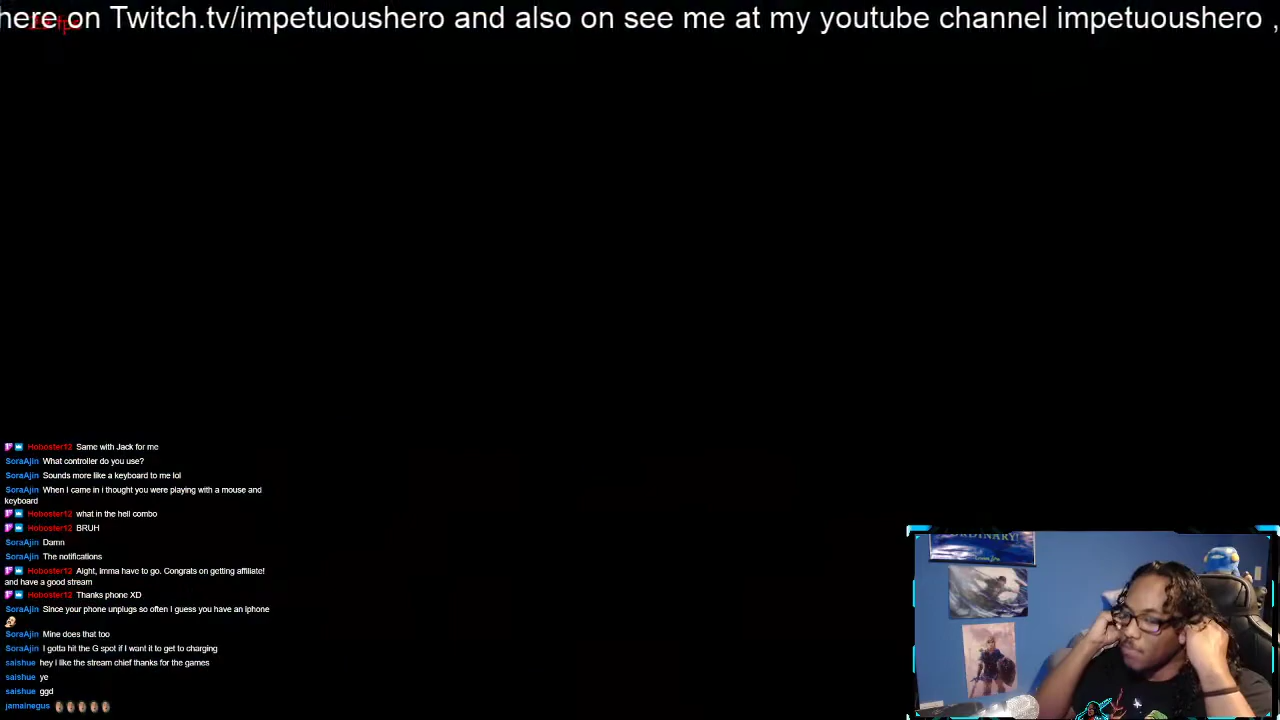 here on Twitch.tv/impetuoushero and also on see me at my youtube channel impetuoushero ,
Hoboster12 Same with Jack for me
SoraAjin What controller do you use?
SoraAjin Sounds more like a keyboard to me lol
SoraAjin When I came in i thought you were playing with a mouse and
keyboard
Hoboster12 what in the hell combo
Hoboster12 BRUH
SoraAjin Damn
SoraAjin The notifications
Hoboster12 Aight, imma have to go. Congrats on getting affiliate!
and have a good stream
Hoboster12 Thanks phone XD
SoraAjin Since your phone unplugs so often I guess you have an iphone
SoraAjin Mine does that too
SoraAjin I gotta hit the G spot if I want it to get to charging
saishue hey i like the stream chief thanks for the games
saishue ye
saishue ggd
jamainegus
ORDINARY!